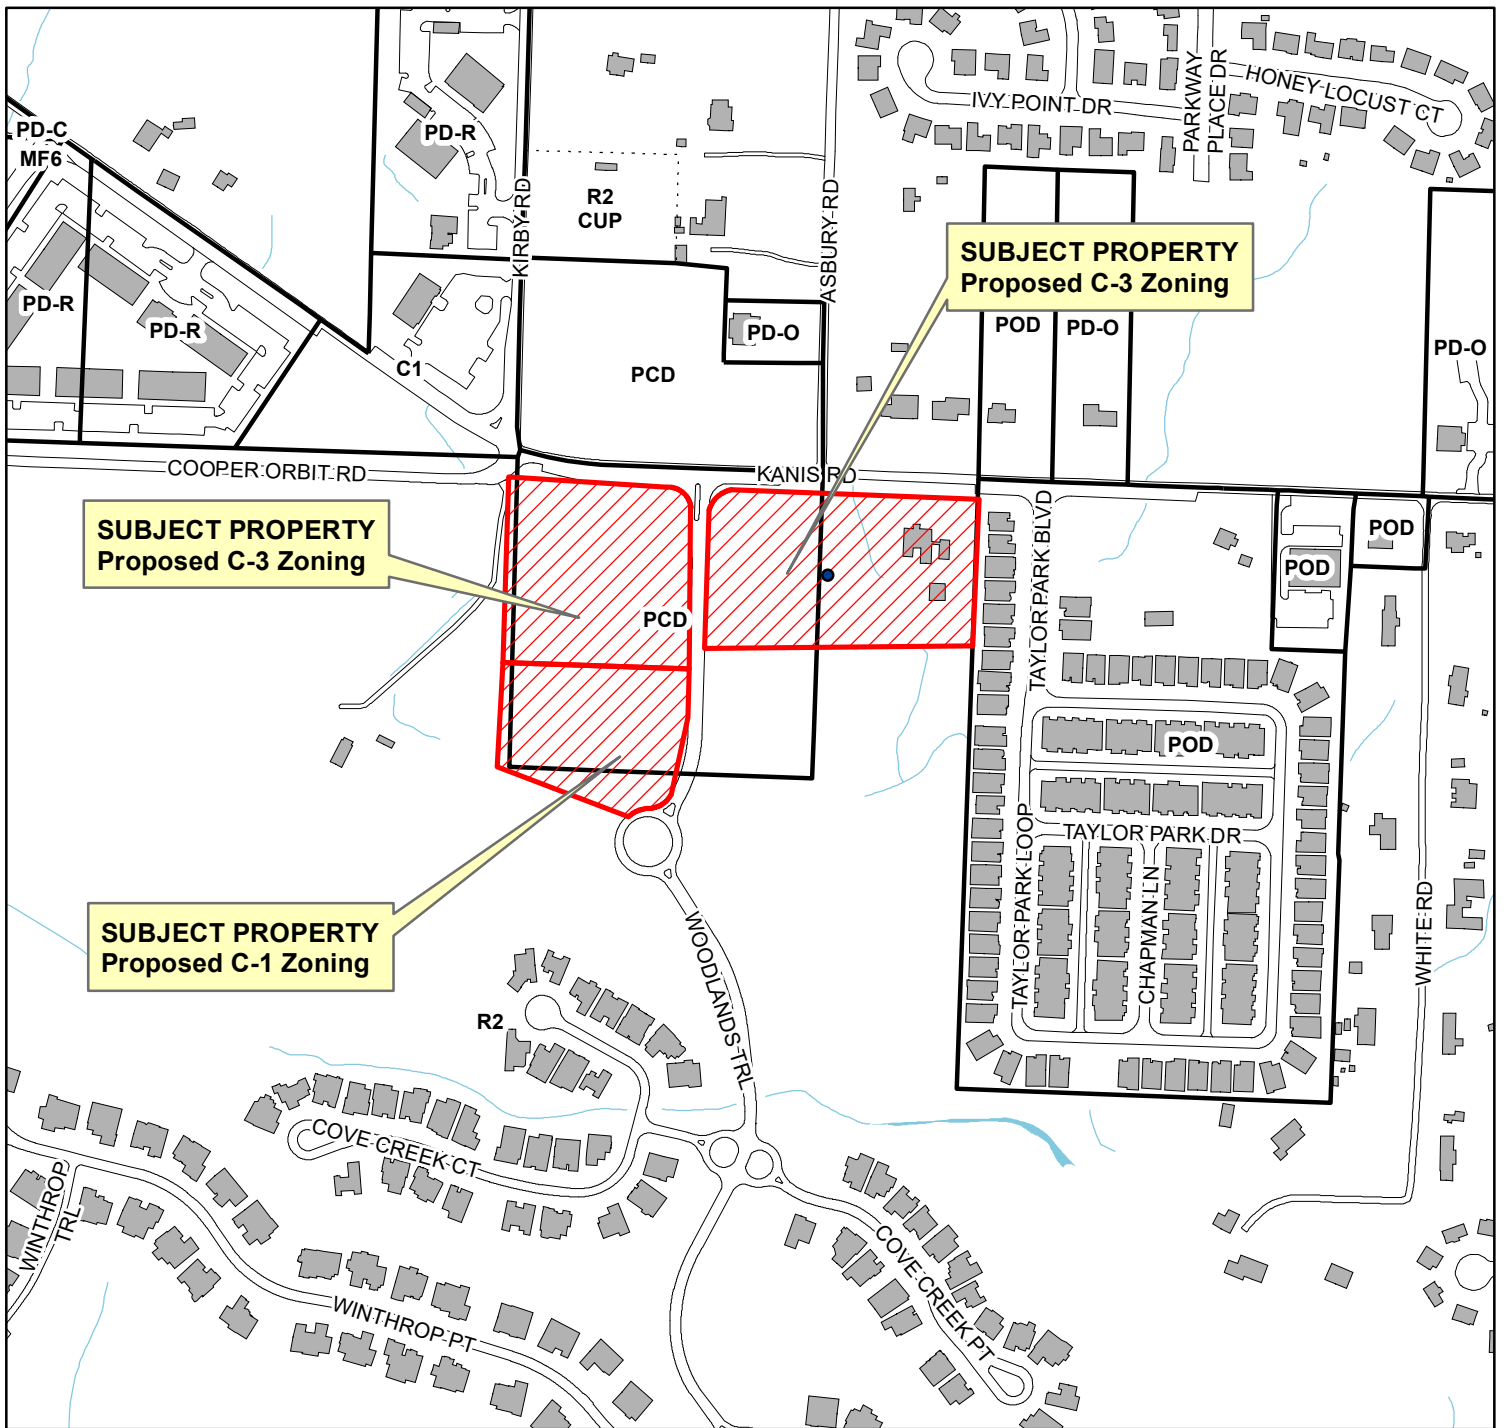 HONEY LOCUST CT
IVY POINT DR
PARKWAY
PLACE DR
PD-C
MF6
PD-R
KIRBY RD
R2
CUP
ASBURY RD
SUBJECT PROPERTY
Proposed C-3 Zoning
PD-R
PD-R
C1
PCD
PD-O
POD
PD-O
PD-O
COOPER ORBIT RD
KANIS RD
SUBJECT PROPERTY
Proposed C-3 Zoning
PCD
TAYLOR PARK BLVD
POD
POD
POD
TAYLOR PARK LOOP
TAYLOR PARK DR
CHAPMAN LN
WHITE RD
SUBJECT PROPERTY
Proposed C-1 Zoning
WOODLANDS TRL
R2
COVE CREEK CT
WINTHROP
TRL
WINTHROP PT
COVE CREEK PT